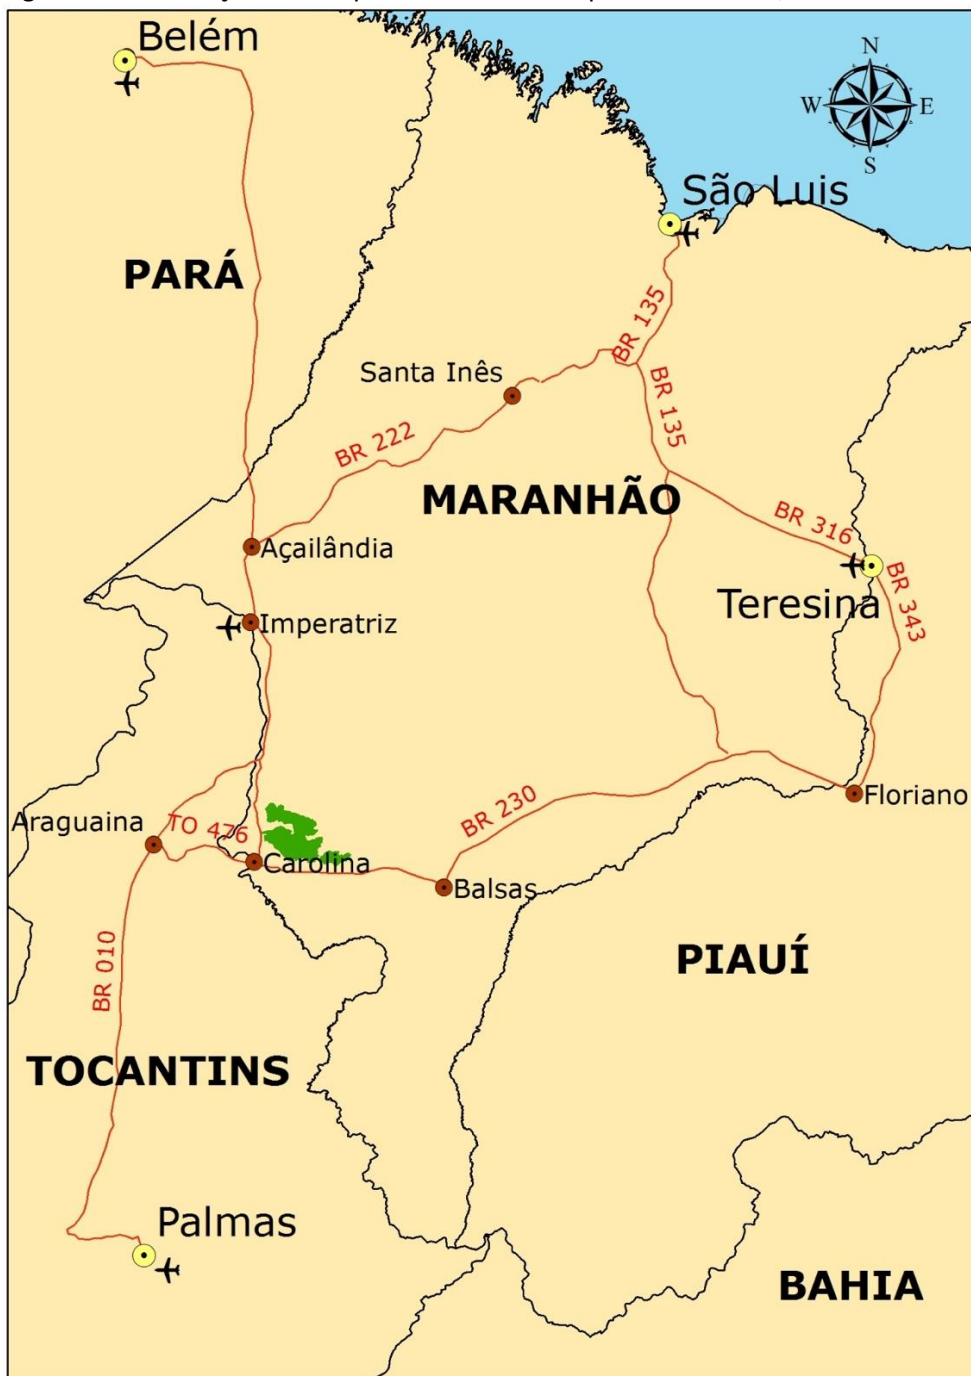 Belém
N
W E
S
São Luis
PARÁ
BR 135
Santa Inês
BR 135
BR 222
MARANHÃO
BR 316
Açailândia
BR 343
Teresina
Imperatriz
BR 230
Floriano
Araguaina
TO 476
Carolina
Balsas
BR 010
PIAUÍ
TOCANTINS
Palmas
BAHIA